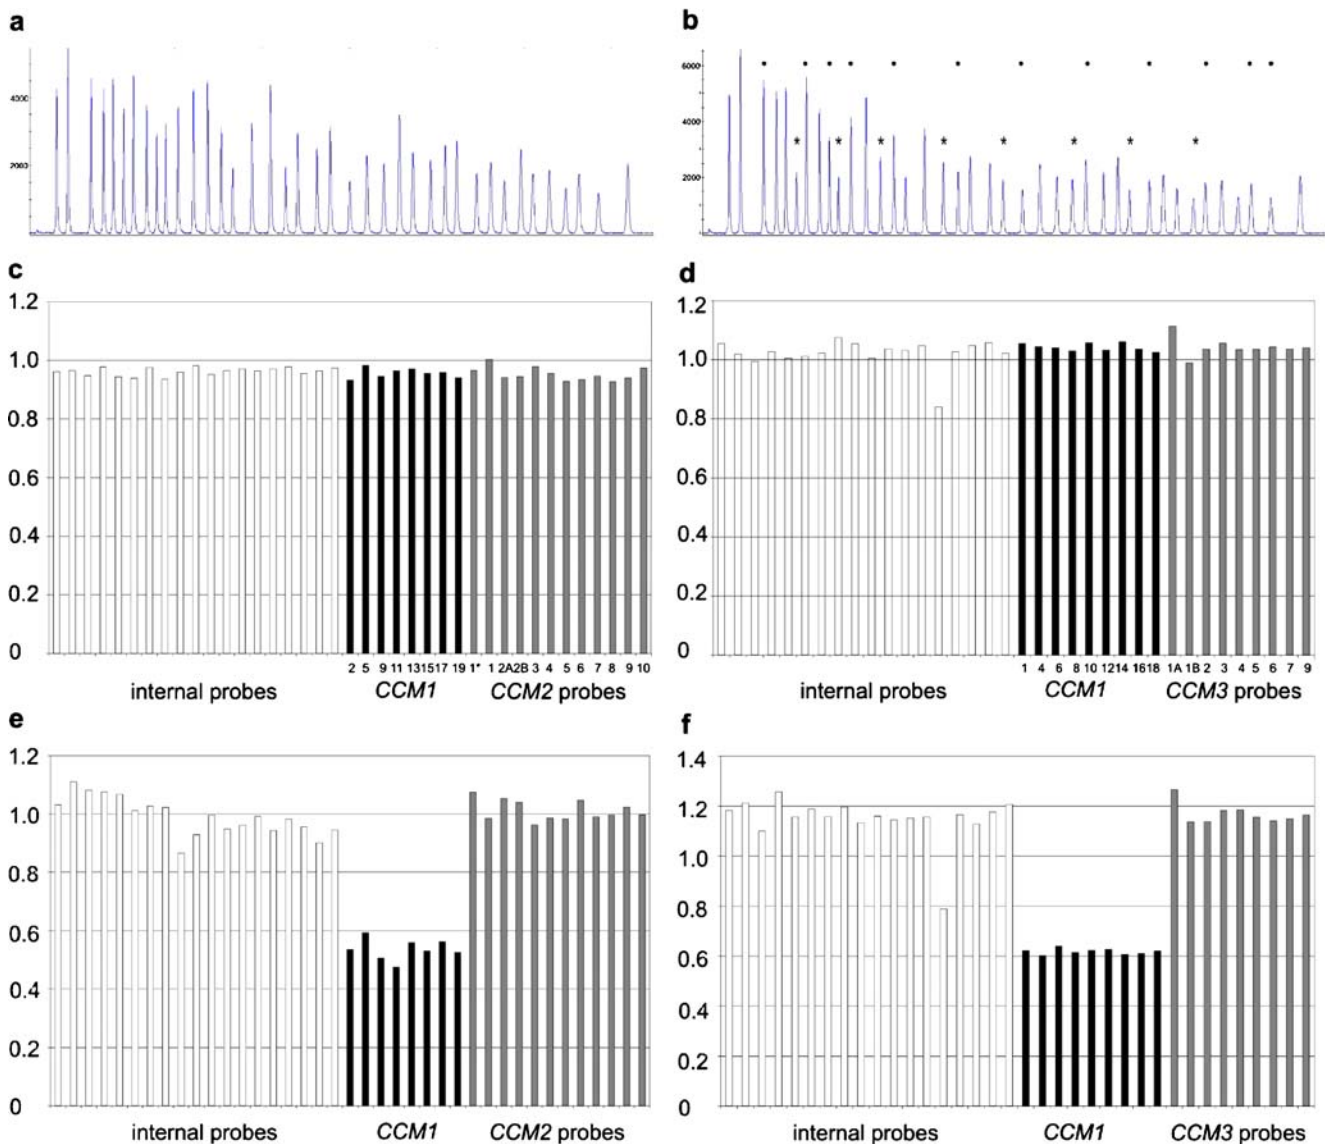 a
4000
2000
b
6000
4000
2000
0
* * * * * * * * *
c
1.2
1.0
0.8
0.6
0.4
0.2
0
2 5 9 11 13 15 17 19 1* 1 2A 2B 3 4 5 6 7 8 9 10
internal probes CCM1 CCM2 probes
d
1.2
1.0
0.8
0.6
0.4
0.2
0
1 4 6 8 10 12 14 16 18 1A 1B 2 3 4 5 6 7 9
internal probes CCM1 CCM3 probes
e
1.2
1.0
0.8
0.6
0.4
0.2
0
internal probes CCM1 CCM2 probes
f
1.4
1.2
1.0
0.8
0.6
0.4
0.2
0
internal probes CCM1 CCM3 probes